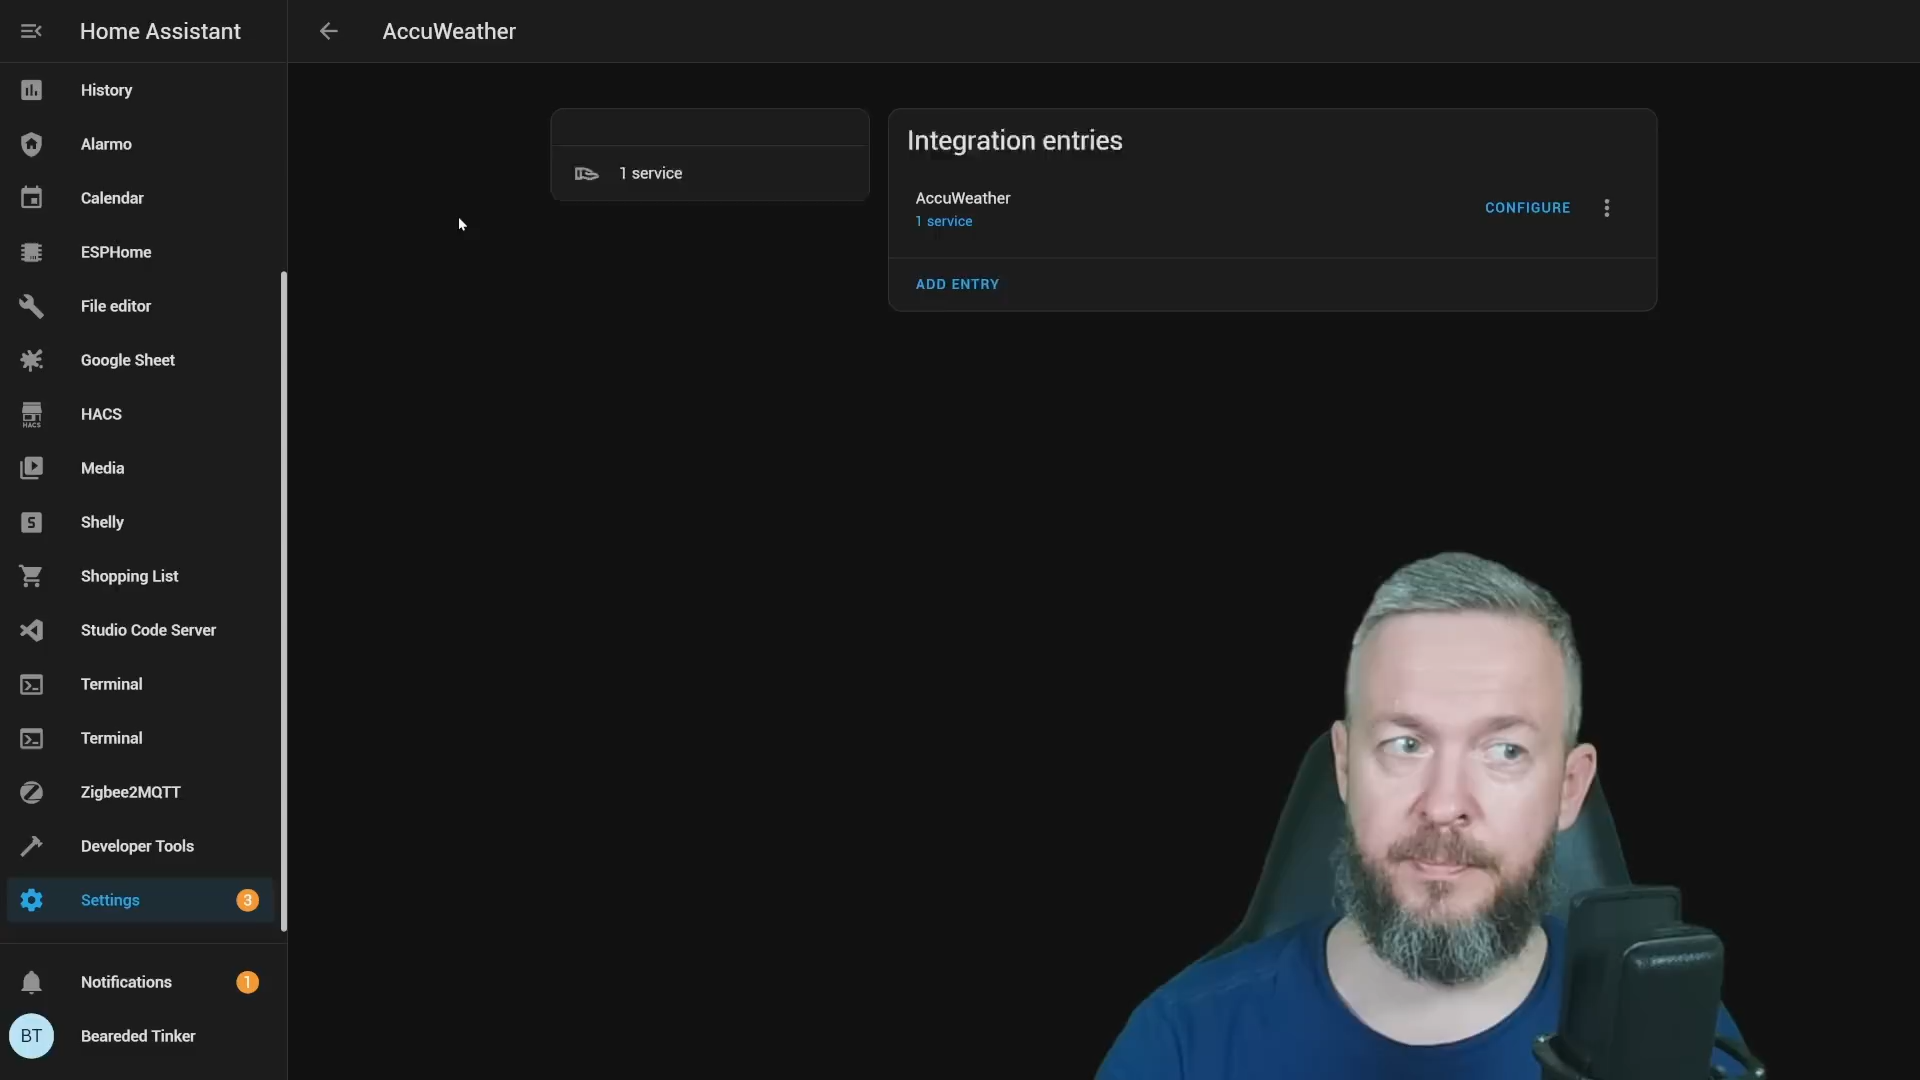 Home Assistant
AccuWeather
History
Alarmo
Calendar
ESPHome
File editor
Google Sheet
HACS
HACS
Media
S
Shelly
Shopping List
Studio Code Server
Terminal
Terminal
Zigbee2MQTT
Developer Tools
Settings
3
Notifications
1
BT
Beareded Tinker
1 service
Integration entries
AccuWeather
1 service
CONFIGURE
ADD ENTRY